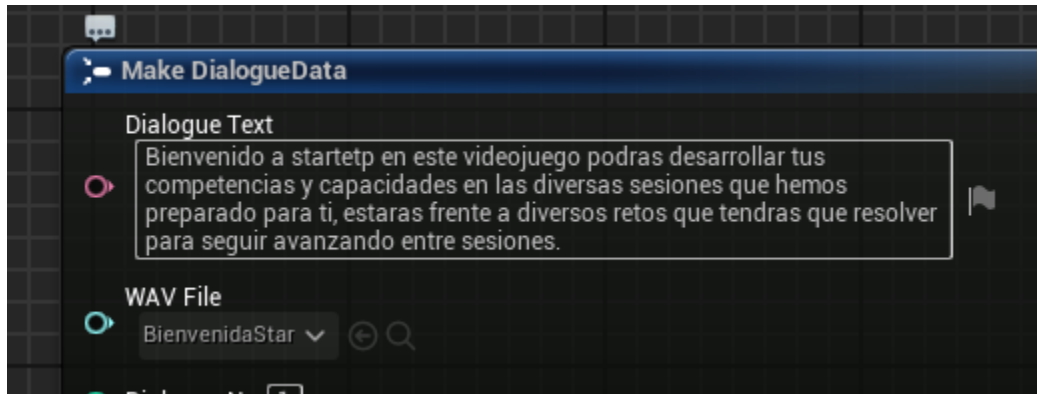 Make DialogueData
Dialogue Text
Bienvenido a startetp en este videojuego podras desarrollar tus
competencias y capacidades en las diversas sesiones que hemos
preparado para ti, estaras frente a diversos retos que tendras que resolver
para seguir avanzando entre sesiones.
WAV File
BienvenidaStar